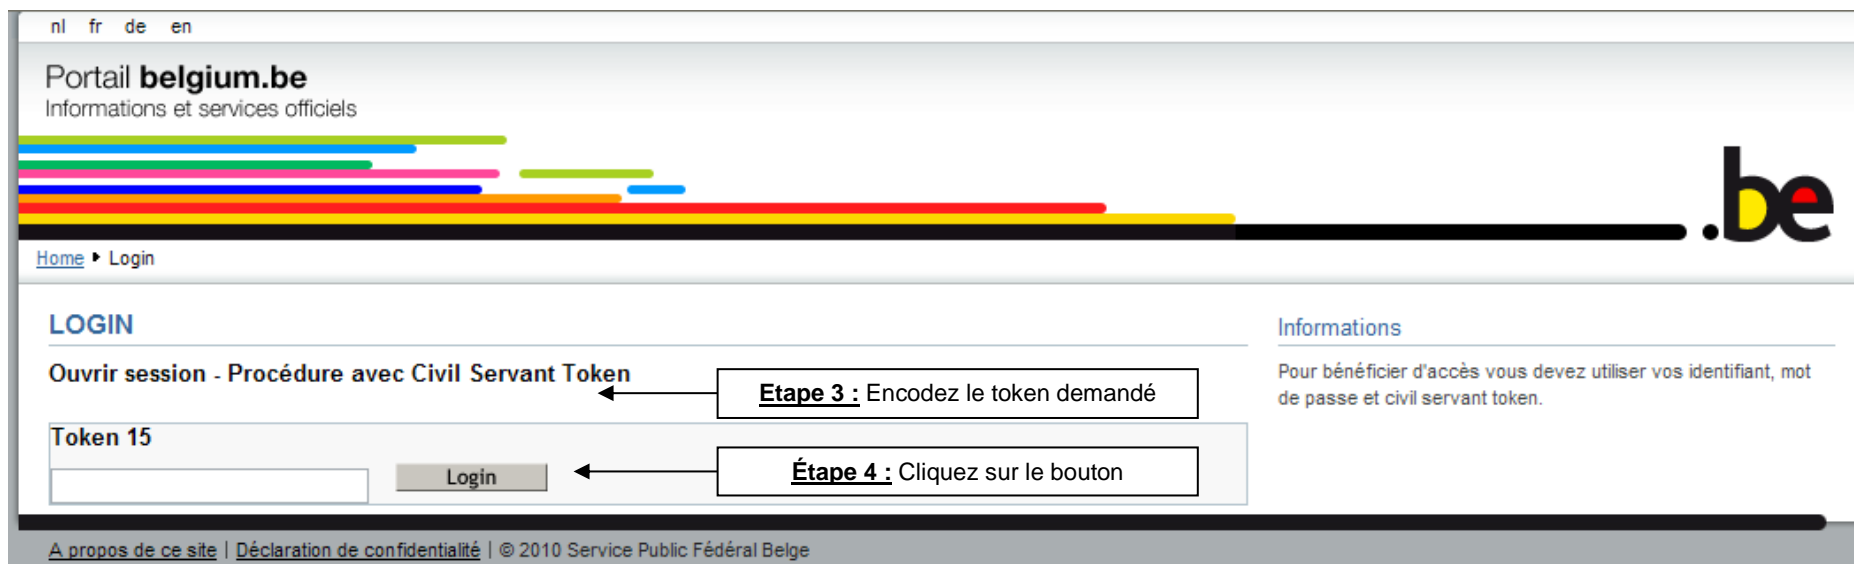 nl fr de en
Portail belgium.be
Informations et services officiels
.be
Home ▸ Login
LOGIN
Ouvrir session - Procédure avec Civil Servant Token
Etape 3 : Encodez le token demandé
Token 15
Login
Étape 4 : Cliquez sur le bouton
Informations
Pour bénéficier d'accès vous devez utiliser vos identifiant, mot
de passe et civil servant token.
A propos de ce site | Déclaration de confidentialité | © 2010 Service Public Fédéral Belge